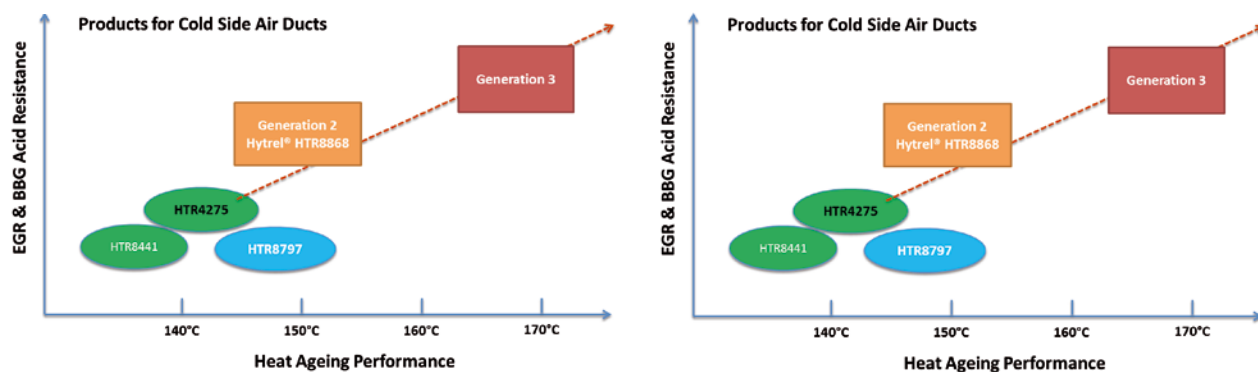 Products for Cold Side Air Ducts
EGR & BBG Acid Resistance
Generation 3
Generation 2
Hytrel® HTR8868
HTR4275
HTR8441
HTR8797
140°C
150°C
160°C
170°C
Heat Ageing Performance
Products for Cold Side Air Ducts
EGR & BBG Acid Resistance
Generation 3
Generation 2
Hytrel® HTR8868
HTR4275
HTR8441
HTR8797
140°C
150°C
160°C
170°C
Heat Ageing Performance